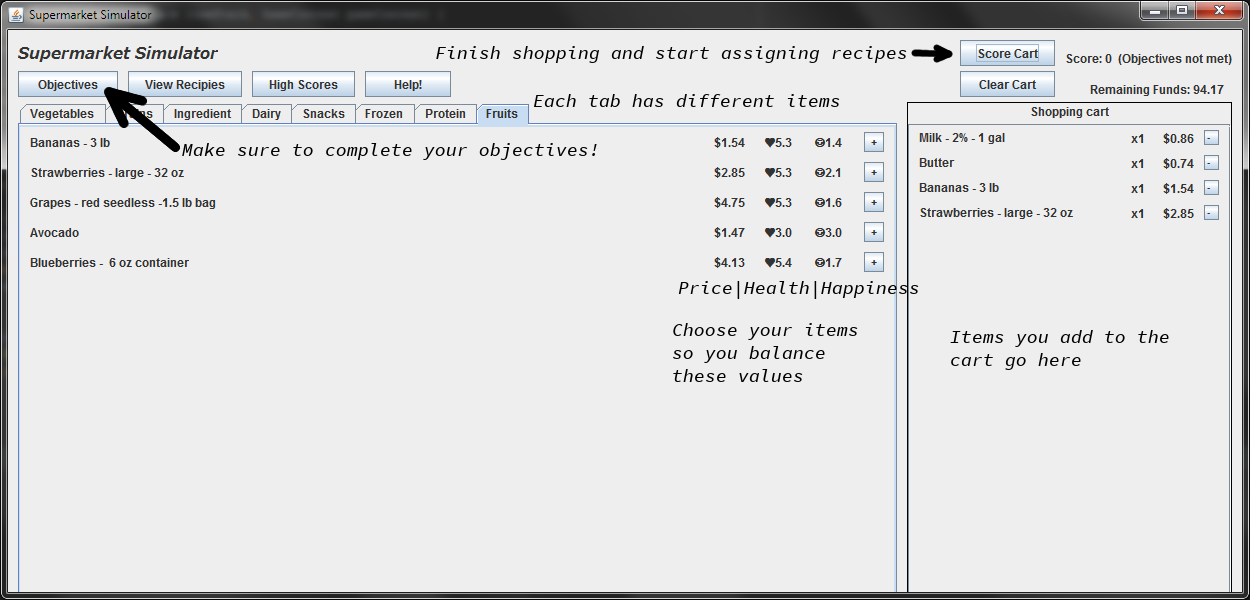 Supermarket Simulator
Supermarket Simulator
Finish shopping and start assigning recipes
Score Cart
Score: 0 (Objectives not met)
Objectives
View Recipies
High Scores
Help!
Clear Cart
Remaining Funds: 94.17
Each tab has different items
Vegetables
Ingredient
Dairy
Snacks
Frozen
Protein
Fruits
Shopping cart
Make sure to complete your objectives!
Bananas - 3 lb $1.54 ♥5.3 ☺1.4 +
Strawberries - large - 32 oz $2.85 ♥5.3 ☺2.1 +
Grapes - red seedless -1.5 lb bag $4.75 ♥5.3 ☺1.6 +
Avocado $1.47 ♥3.0 ☺3.0 +
Blueberries - 6 oz container $4.13 ♥5.4 ☺1.7 +
Price|Health|Happiness
Choose your items
so you balance
these values
Milk - 2% - 1 gal x1 $0.86 -
Butter x1 $0.74 -
Bananas - 3 lb x1 $1.54 -
Strawberries - large - 32 oz x1 $2.85 -
Items you add to the
cart go here